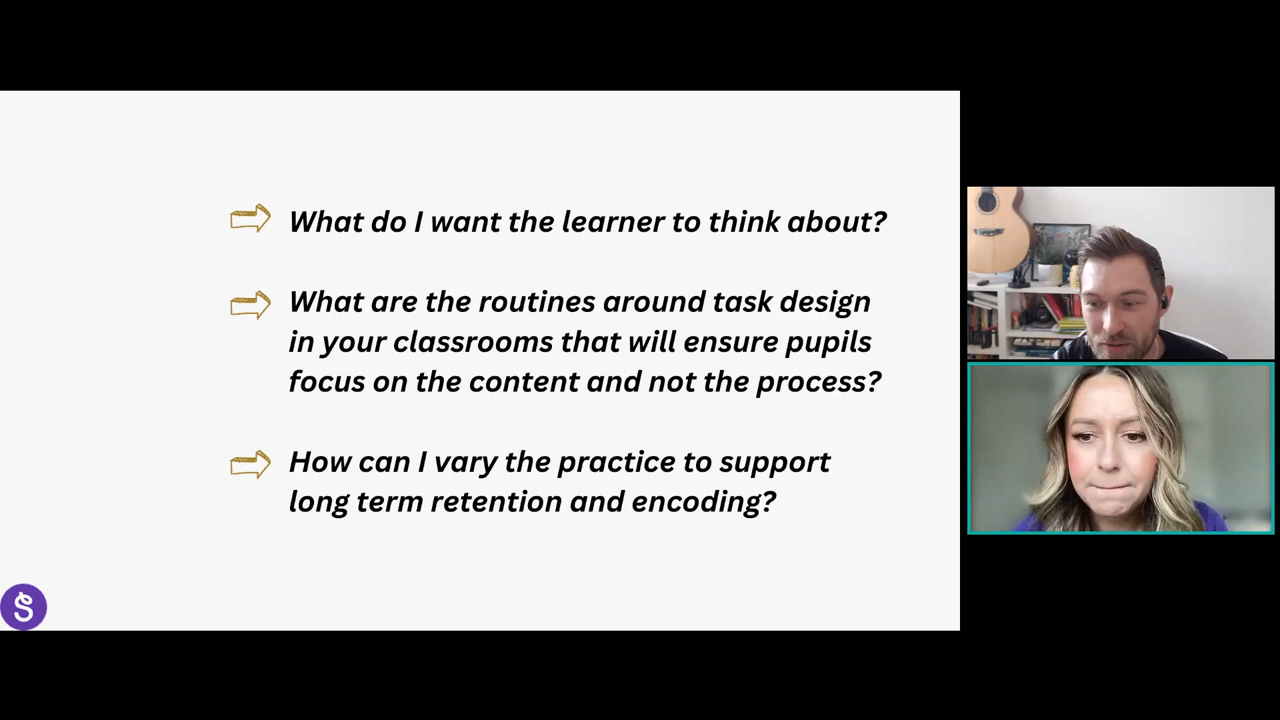 What do I want the learner to think about?
What are the routines around task design
in your classrooms that will ensure pupils
focus on the content and not the process?
How can I vary the practice to support
long term retention and encoding?
S